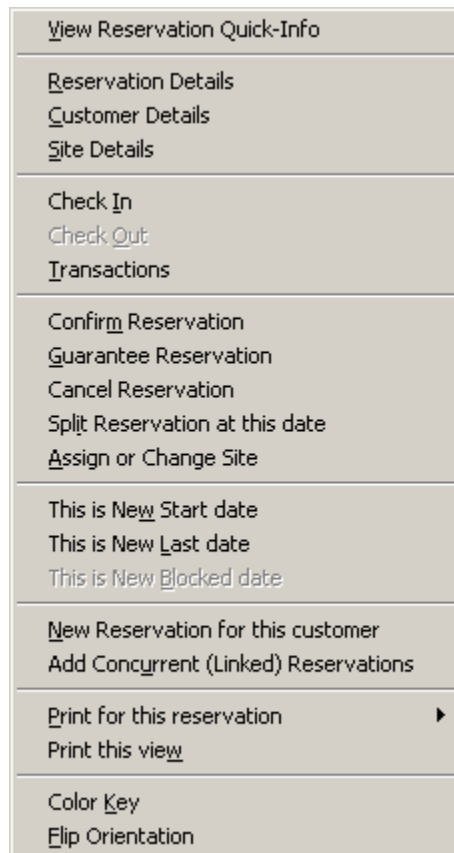 View Reservation Quick-Info
Reservation Details
Customer Details
Site Details
Check In
Check Out
Transactions
Confirm Reservation
Guarantee Reservation
Cancel Reservation
Split Reservation at this date
Assign or Change Site
This is New Start date
This is New Last date
This is New Blocked date
New Reservation for this customer
Add Concurrent (Linked) Reservations
Print for this reservation
Print this view
Color Key
Flip Orientation